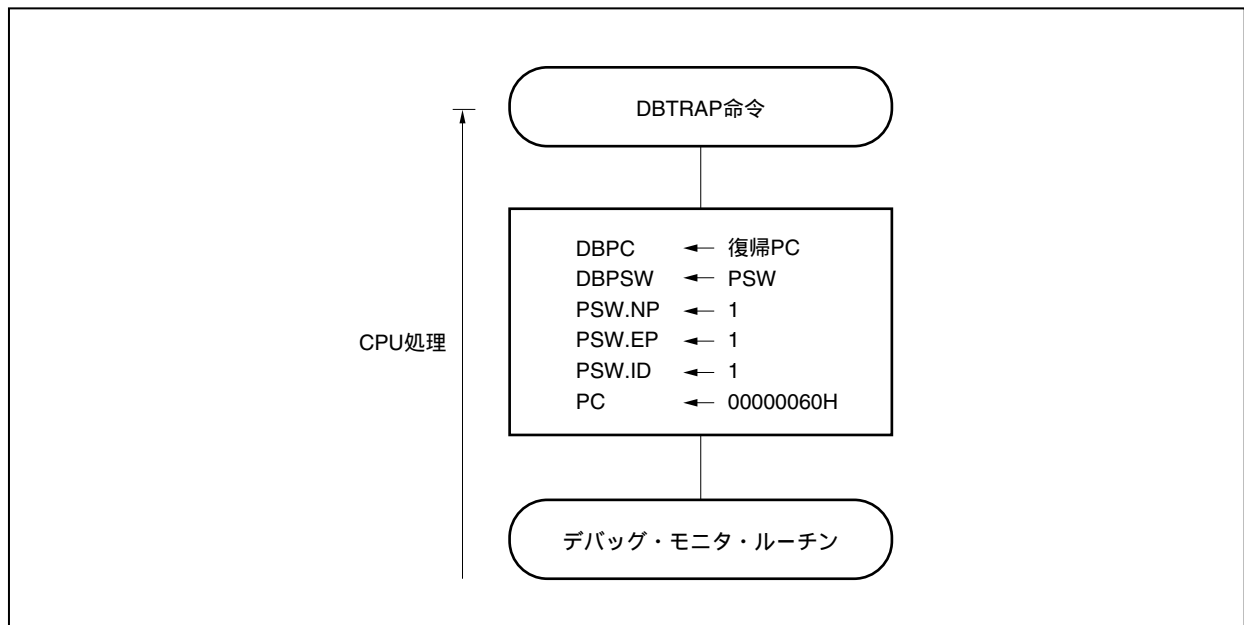 DBTRAP命令
DBPC ← 復帰PC
DBPSW ← PSW
PSW.NP ← 1
PSW.EP ← 1
PSW.ID ← 1
PC ← 00000060H
CPU処理
デバッグ・モニタ・ルーチン